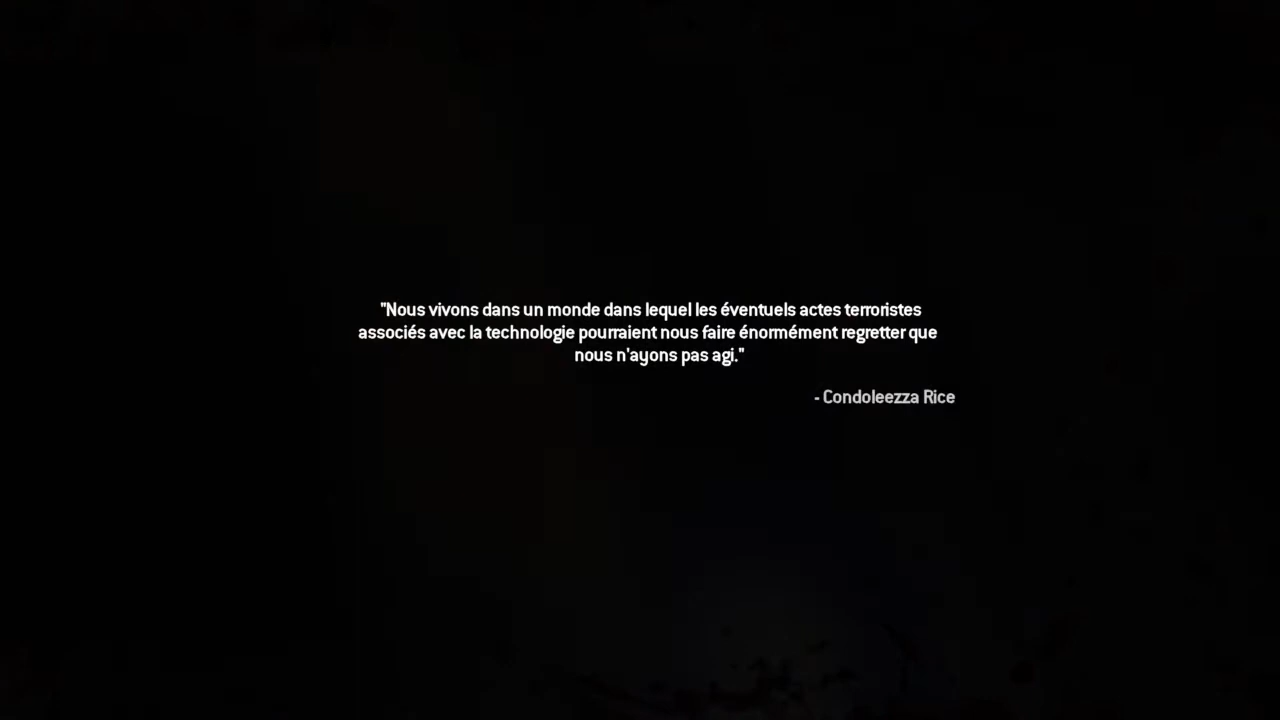 "Nous vivons dans un monde dans lequel les éventuels actes terroristes
associés avec la technologie pourraient nous faire énormément regretter que
nous n'ayons pas agi."
- Condoleezza Rice